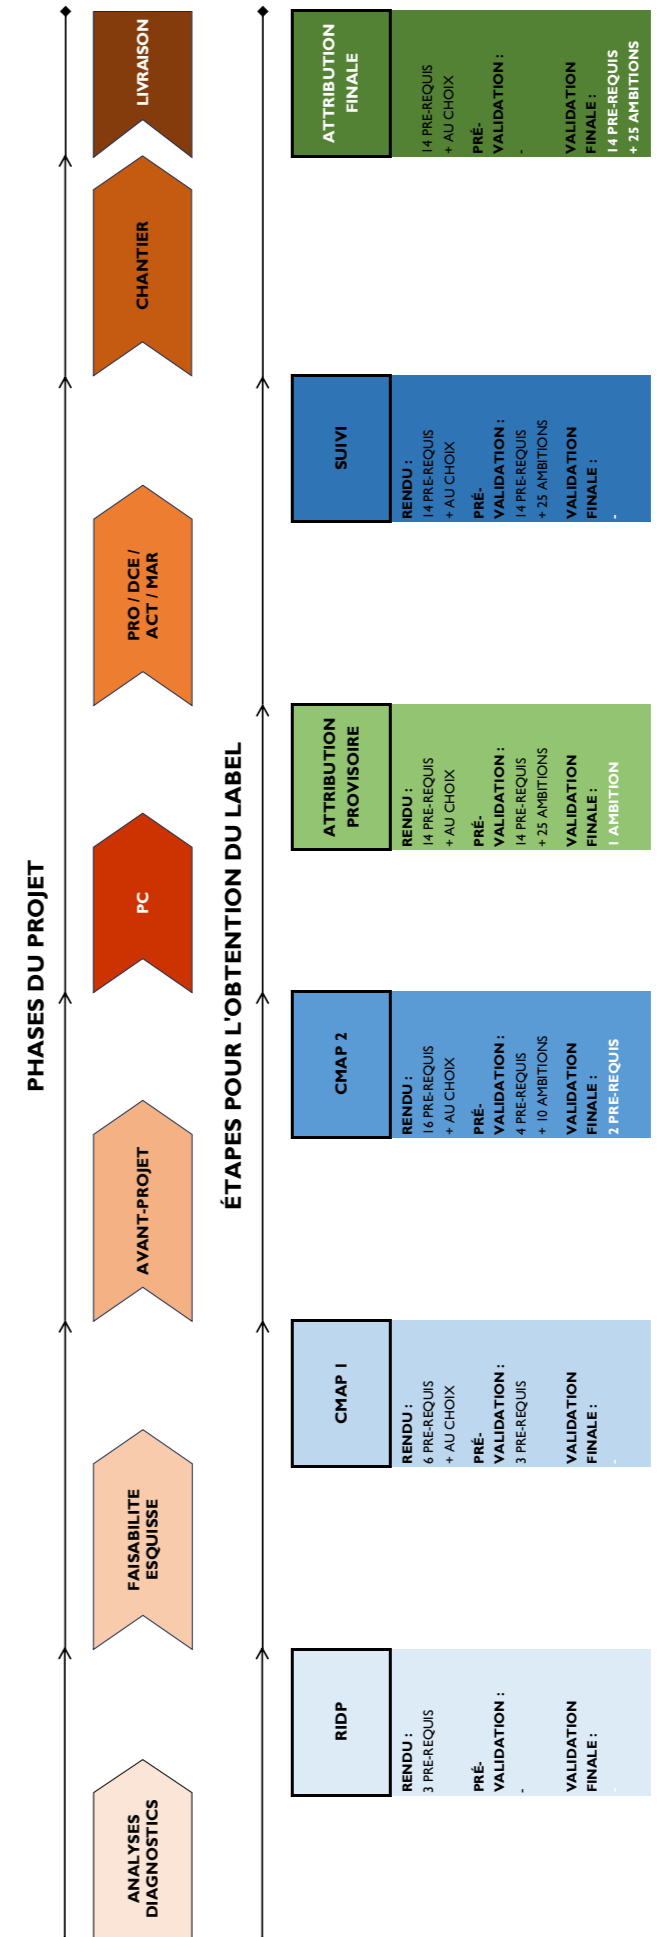 PHASES DU PROJET
ANALYSES
DIAGNOSTICS
FAISABILITE
ESQUISSE
AVANT-PROJET
PC
PRO / DCE /
ACT / MAR
CHANTIER
LIVRAISON
ÉTAPES POUR L'OBTENTION DU LABEL
RIDP
RENDU :
3 PRE-REQUIS
PRÉ-
VALIDATION :
-
VALIDATION
FINALE :
-
CMAP 1
RENDU :
6 PRE-REQUIS
+ AU CHOIX
PRÉ-
VALIDATION :
3 PRE-REQUIS
VALIDATION
FINALE :
-
CMAP 2
RENDU :
16 PRE-REQUIS
+ AU CHOIX
PRÉ-
VALIDATION :
4 PRE-REQUIS
+ 10 AMBITIONS
VALIDATION
FINALE :
2 PRE-REQUIS
ATTRIBUTION
PROVISOIRE
RENDU :
14 PRE-REQUIS
+ AU CHOIX
PRÉ-
VALIDATION :
14 PRE-REQUIS
+ 25 AMBITIONS
VALIDATION
FINALE :
1 AMBITION
SUIVI
RENDU :
14 PRE-REQUIS
+ AU CHOIX
PRÉ-
VALIDATION :
14 PRE-REQUIS
+ 25 AMBITIONS
VALIDATION
FINALE :
-
ATTRIBUTION
FINALE
14 PRE-REQUIS
+ AU CHOIX
PRÉ-
VALIDATION :
-
VALIDATION
FINALE :
14 PRE-REQUIS
+ 25 AMBITIONS